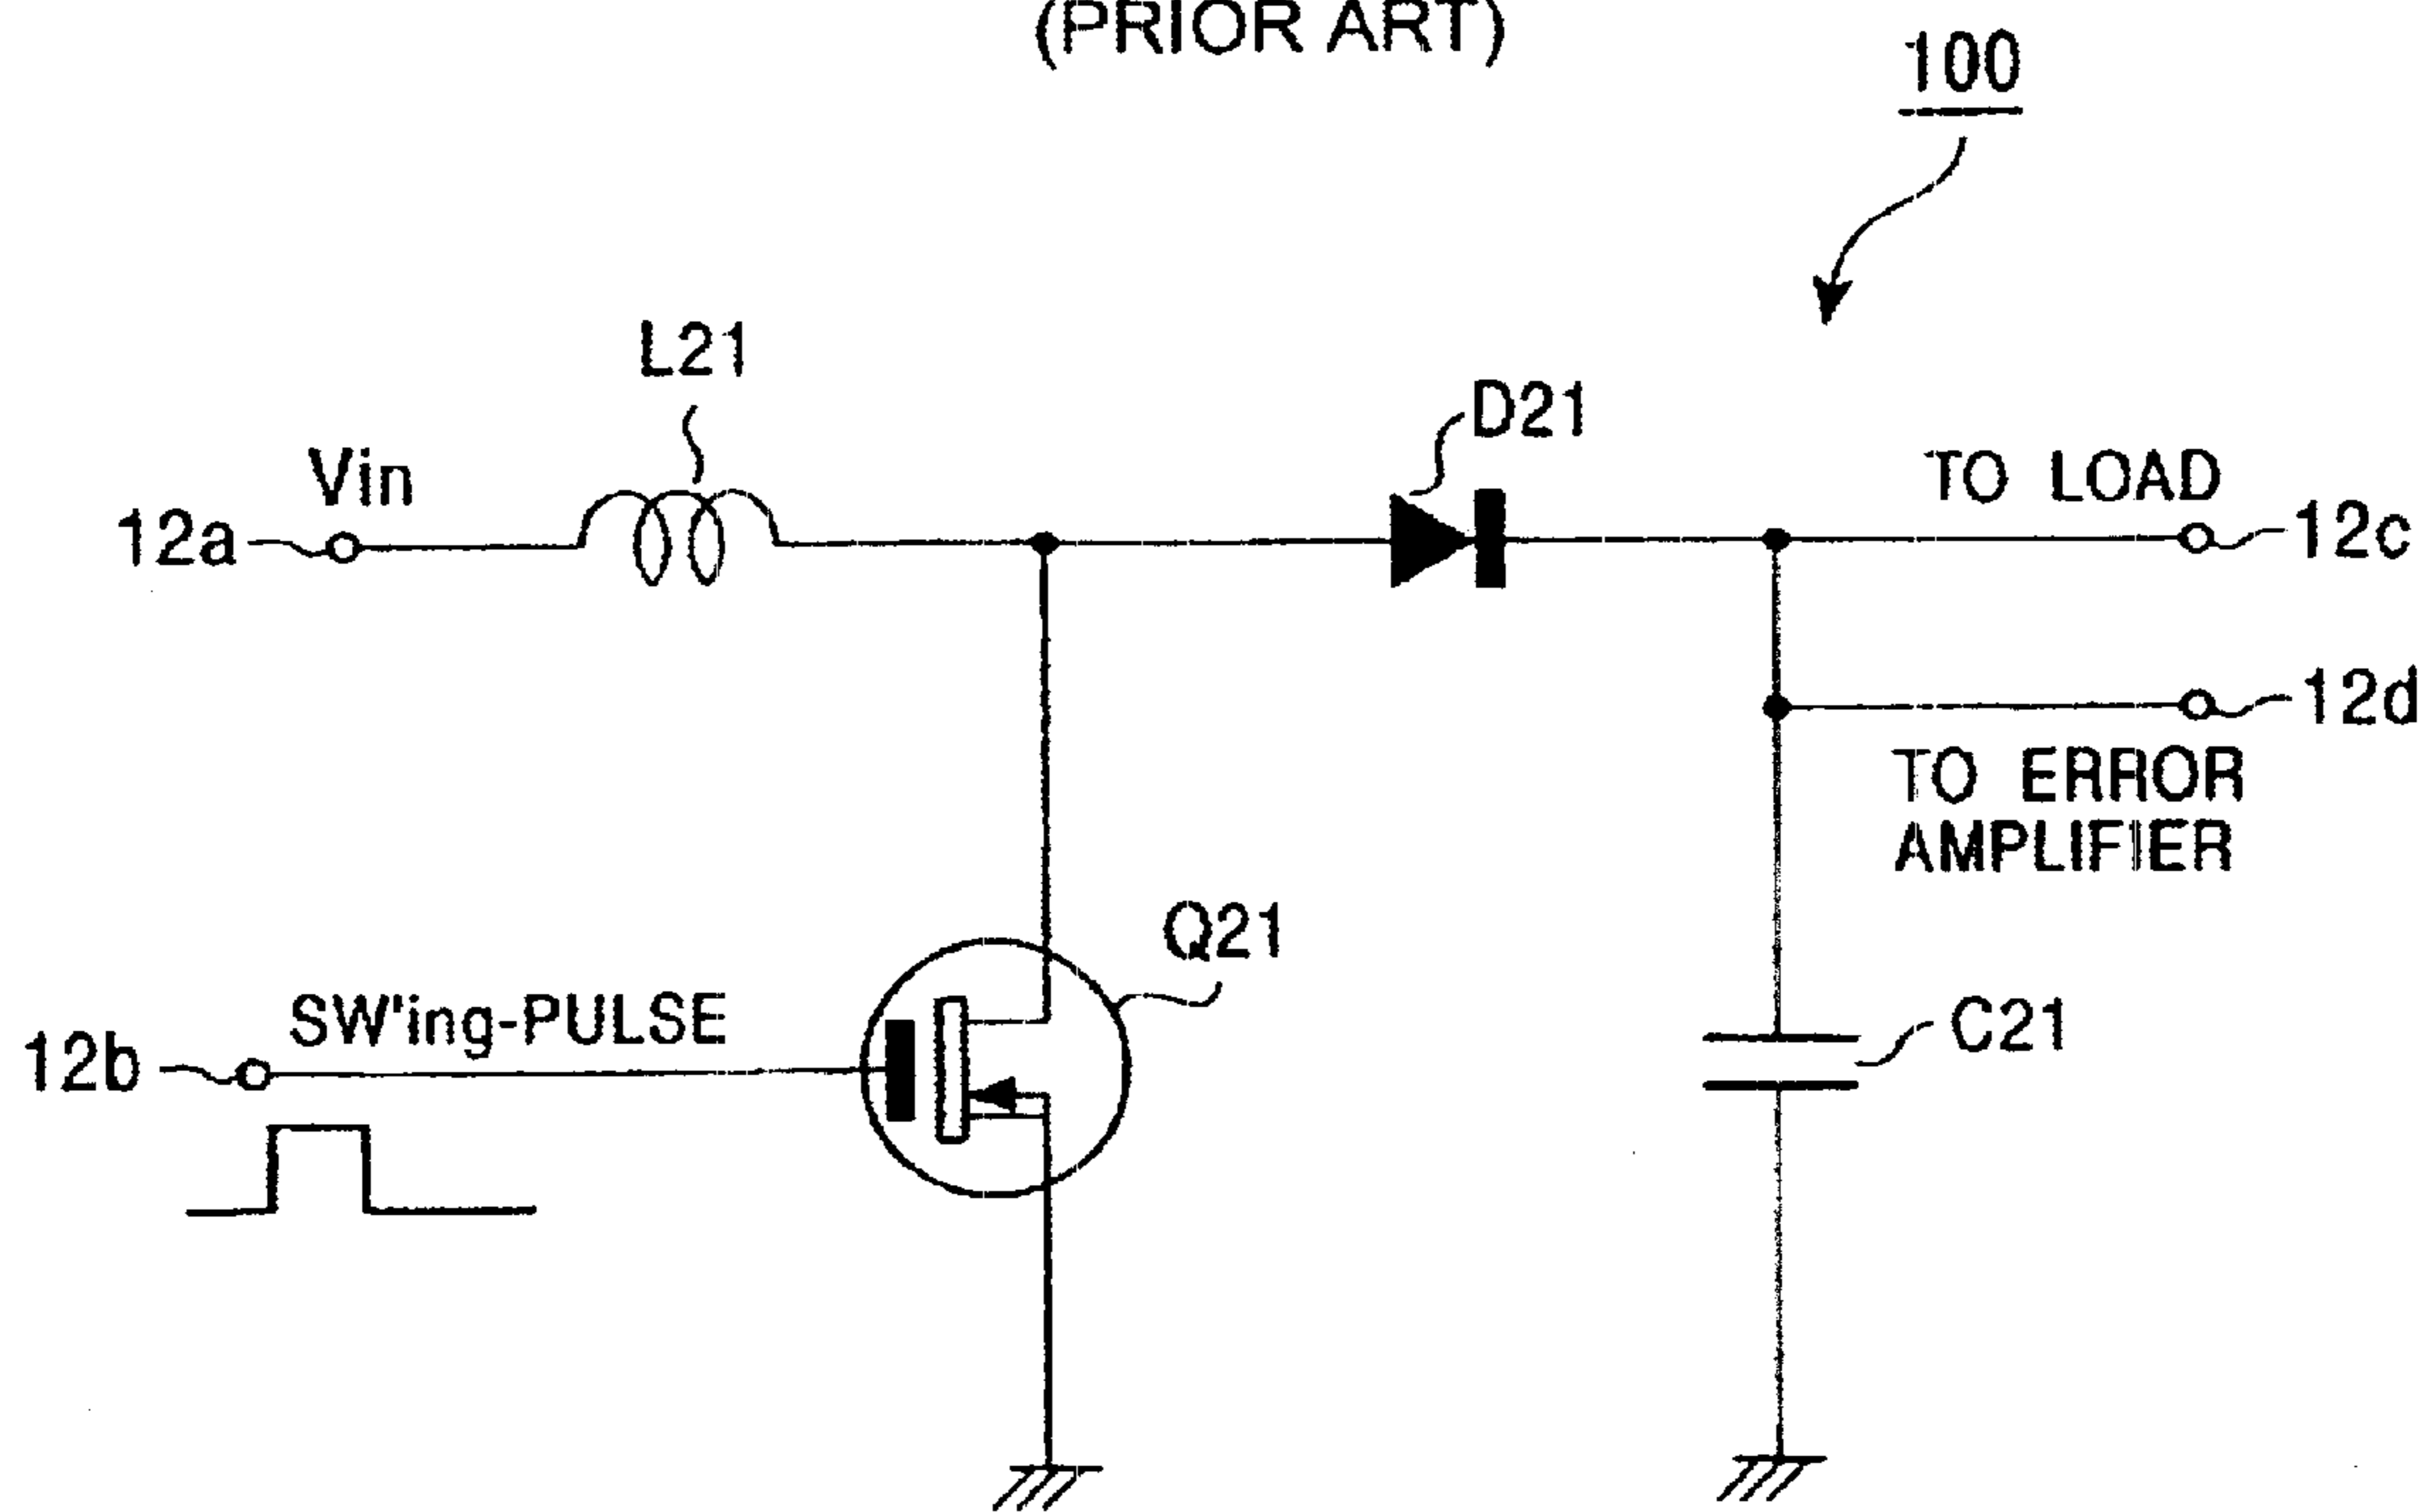 (PRIOR ART)
100
L21
D21
Vin
TO LOAD
12a
12c
12d
TO ERROR
AMPLIFIER
Q21
SW'ing-PULSE
C21
12b